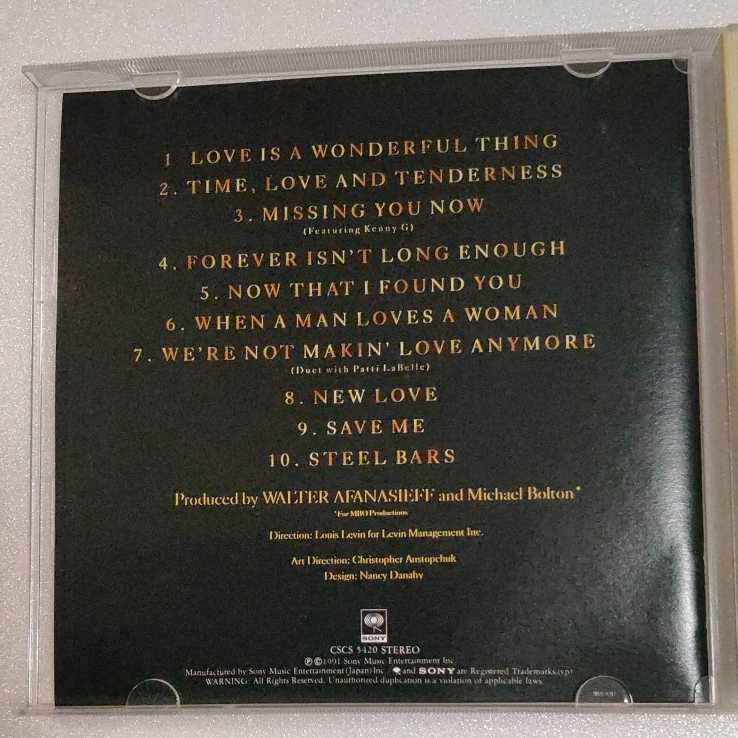 1 LOVE IS A WONDERFUL THING
2. TIME, LOVE AND TENDERNESS
3. MISSING YOU NOW
(Featuring Kenny G)
4. FOREVER ISN'T LONG ENOUGH
5. NOW THAT I FOUND YOU
6. WHEN A MAN LOVES A WOMAN
7. WE'RE NOT MAKIN' LOVE ANYMORE
(Duet with Patti LaBelle)
8. NEW LOVE
9. SAVE ME
10. STEEL BARS
Produced by WALTER AFANASIEFF and Michael Bolton*
*For MBO Productions
Direction: Louis Levin for Levin Management Inc.
Art Direction: Christopher Austopchuk
Design: Nancy Danahy
SONY
CSCS 5420 STEREO
℗©1991 Sony Music Entertainment Inc.
Manufactured by Sony Music Entertainment (Japan) Inc. and SONY are Registered Trademarks.(yp)
WARNING: All Rights Reserved. Unauthorized duplication is a violation of applicable laws.